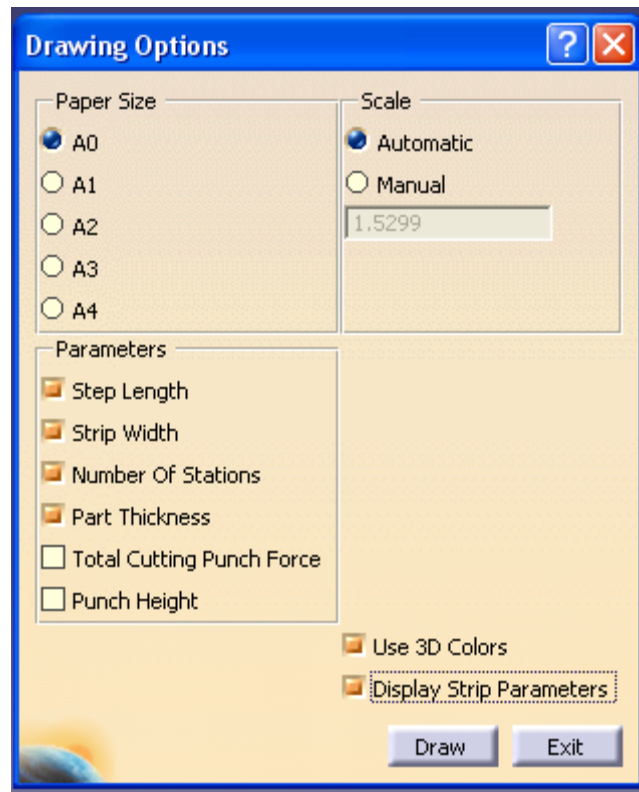 Drawing Options
?
Paper Size
A0
A1
A2
A3
A4
Scale
Automatic
Manual
1.5299
Parameters
Step Length
Strip Width
Number Of Stations
Part Thickness
Total Cutting Punch Force
Punch Height
Use 3D Colors
Display Strip Parameters
Draw
Exit